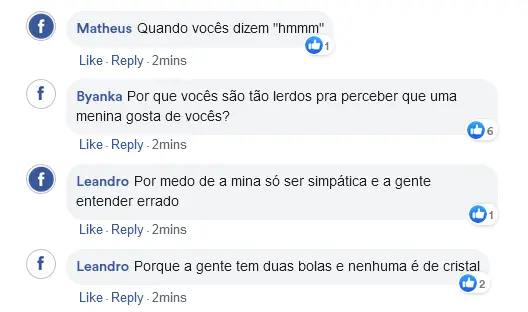 Matheus Quando vocês dizem "hmmm"
1
Like · Reply · 2mins
Byanka Por que vocês são tão lerdos pra perceber que uma
menina gosta de vocês?
6
Like · Reply · 2mins
Leandro Por medo de a mina só ser simpática e a gente
entender errado
1
Like · Reply · 2mins
Leandro Porque a gente tem duas bolas e nenhuma é de cristal
2
Like · Reply · 2mins